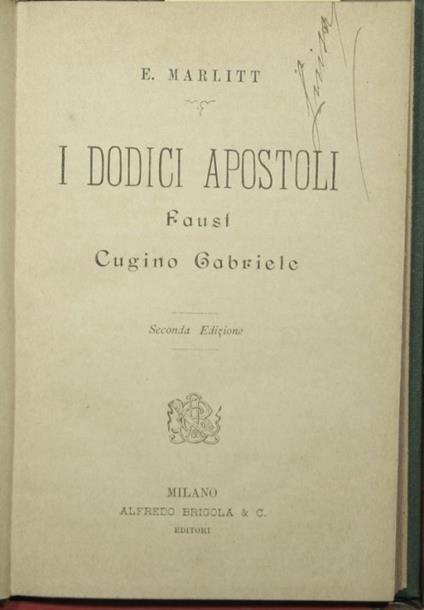 E. MARLITT
I DODICI APOSTOLI
Faust
Cugino Gabriele
Seconda Edizione
MILANO
ALFREDO BRIGOLA & C.
EDITORI